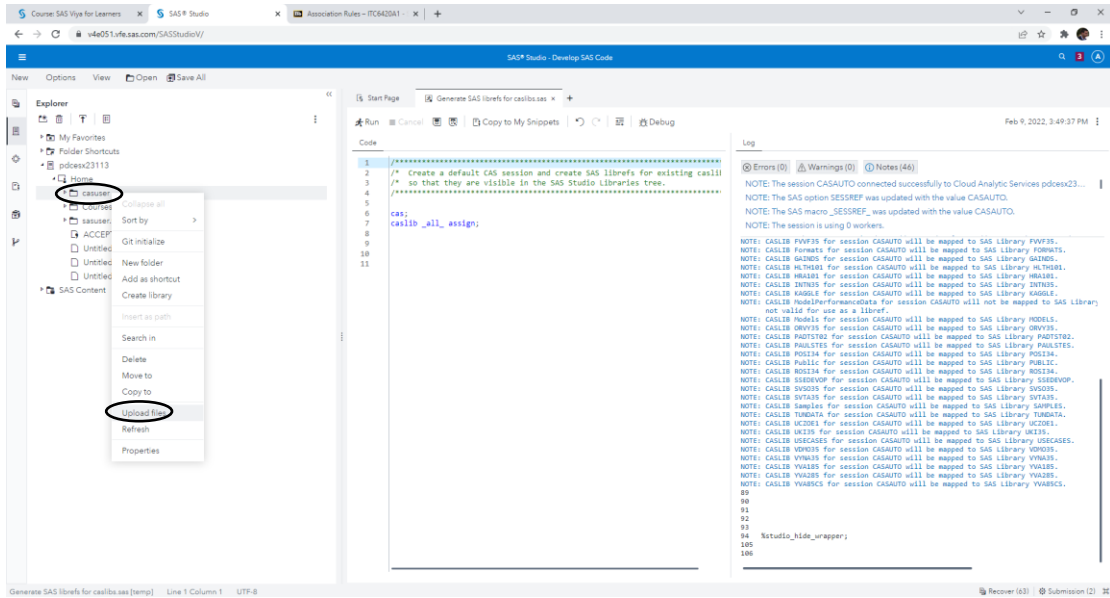 Course: SAS Viya for Learners
SAS® Studio
Association Rules – ITC6420A1 -
v4e051.vfe.sas.com/SASStudioV/
SAS® Studio - Develop SAS Code
3
A
New Options View Open Save All
Explorer
My Favorites
Folder Shortcuts
pdcesx23113
Home
casuser
Courses
sasuser.
ACCEPT
Untitled
Untitled
Untitled
SAS Content
Collapse all
Sort by
Git initialize
New folder
Add as shortcut
Create library
Insert as path
Search in
Delete
Move to
Copy to
Upload files
Refresh
Properties
Start Page
Generate SAS librefs for caslibs.sas
Run Cancel Copy to My Snippets Debug
Feb 9, 2022, 3:49:37 PM
Code
1 /*****************************************************************************
2 /* Create a default CAS session and create SAS librefs for existing casli
3 /* so that they are visible in the SAS Studio Libraries tree.
4 /*****************************************************************************
5
6 cas;
7 caslib _all_ assign;
8
9
10
11
Log
Errors (0) Warnings (0) Notes (46)
NOTE: The session CASAUTO connected successfully to Cloud Analytic Services pdcesx23...
NOTE: The SAS option SESSREF was updated with the value CASAUTO.
NOTE: The SAS macro _SESSREF_ was updated with the value CASAUTO.
NOTE: The session is using 0 workers.
NOTE: CASLIB FVVF35 for session CASAUTO will be mapped to SAS Library FVVF35.
NOTE: CASLIB Formats for session CASAUTO will be mapped to SAS Library FORMATS.
NOTE: CASLIB GAINDS for session CASAUTO will be mapped to SAS Library GAINDS.
NOTE: CASLIB HLTH101 for session CASAUTO will be mapped to SAS Library HLTH101.
NOTE: CASLIB HRA101 for session CASAUTO will be mapped to SAS Library HRA101.
NOTE: CASLIB INTN35 for session CASAUTO will be mapped to SAS Library INTN35.
NOTE: CASLIB KAGGLE for session CASAUTO will be mapped to SAS Library KAGGLE.
NOTE: CASLIB ModelPerformanceData for session CASAUTO will not be mapped to SAS Library
not valid for use as a libref.
NOTE: CASLIB Models for session CASAUTO will be mapped to SAS Library MODELS.
NOTE: CASLIB ORVY35 for session CASAUTO will be mapped to SAS Library ORVY35.
NOTE: CASLIB PADTST02 for session CASAUTO will be mapped to SAS Library PADTST02.
NOTE: CASLIB PAULSTES for session CASAUTO will be mapped to SAS Library PAULSTES.
NOTE: CASLIB POSI34 for session CASAUTO will be mapped to SAS Library POSI34.
NOTE: CASLIB Public for session CASAUTO will be mapped to SAS Library PUBLIC.
NOTE: CASLIB ROSI34 for session CASAUTO will be mapped to SAS Library ROSI34.
NOTE: CASLIB SSEDEVOP for session CASAUTO will be mapped to SAS Library SSEDEVOP.
NOTE: CASLIB SVSO35 for session CASAUTO will be mapped to SAS Library SVSO35.
NOTE: CASLIB SVTA35 for session CASAUTO will be mapped to SAS Library SVTA35.
NOTE: CASLIB Samples for session CASAUTO will be mapped to SAS Library SAMPLES.
NOTE: CASLIB TUNDATA for session CASAUTO will be mapped to SAS Library TUNDATA.
NOTE: CASLIB UCZOE1 for session CASAUTO will be mapped to SAS Library UCZOE1.
NOTE: CASLIB UKI35 for session CASAUTO will be mapped to SAS Library UKI35.
NOTE: CASLIB USECASES for session CASAUTO will be mapped to SAS Library USECASES.
NOTE: CASLIB VDMO35 for session CASAUTO will be mapped to SAS Library VDMO35.
NOTE: CASLIB VYNA35 for session CASAUTO will be mapped to SAS Library VYNA35.
NOTE: CASLIB YVA185 for session CASAUTO will be mapped to SAS Library YVA185.
NOTE: CASLIB YVA285 for session CASAUTO will be mapped to SAS Library YVA285.
NOTE: CASLIB YVA85CS for session CASAUTO will be mapped to SAS Library YVA85CS.
89
90
91
92
93
94 %studio_hide_wrapper;
105
106
Generate SAS librefs for caslibs.sas [temp] Line 1 Column 1 UTF-8
Recover (63) Submission (2)